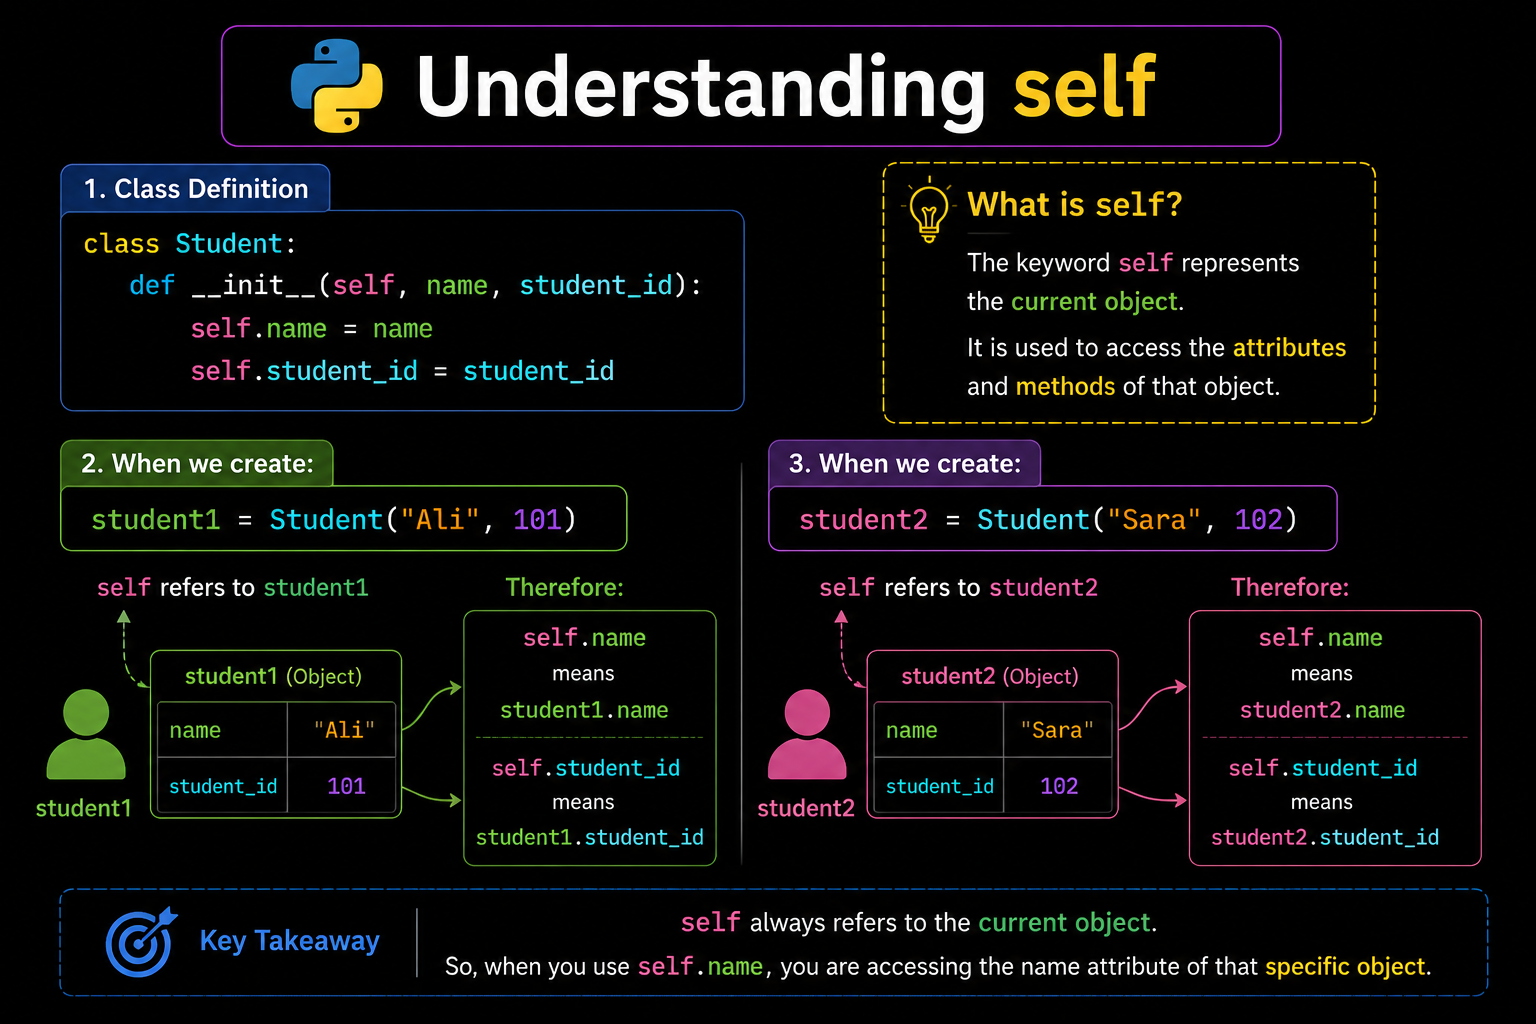 Understanding self
1. Class Definition
class Student:
def __init__(self, name, student_id):
self.name = name
self.student_id = student_id
What is self?
The keyword self represents
the current object.
It is used to access the attributes
and methods of that object.
2. When we create:
student1 = Student("Ali", 101)
self refers to student1
student1 (Object)
name "Ali"
student_id 101
student1
Therefore:
self.name
means
student1.name
self.student_id
means
student1.student_id
3. When we create:
student2 = Student("Sara", 102)
self refers to student2
student2 (Object)
name "Sara"
student_id 102
student2
Therefore:
self.name
means
student2.name
self.student_id
means
student2.student_id
Key Takeaway
self always refers to the current object.
So, when you use self.name, you are accessing the name attribute of that specific object.